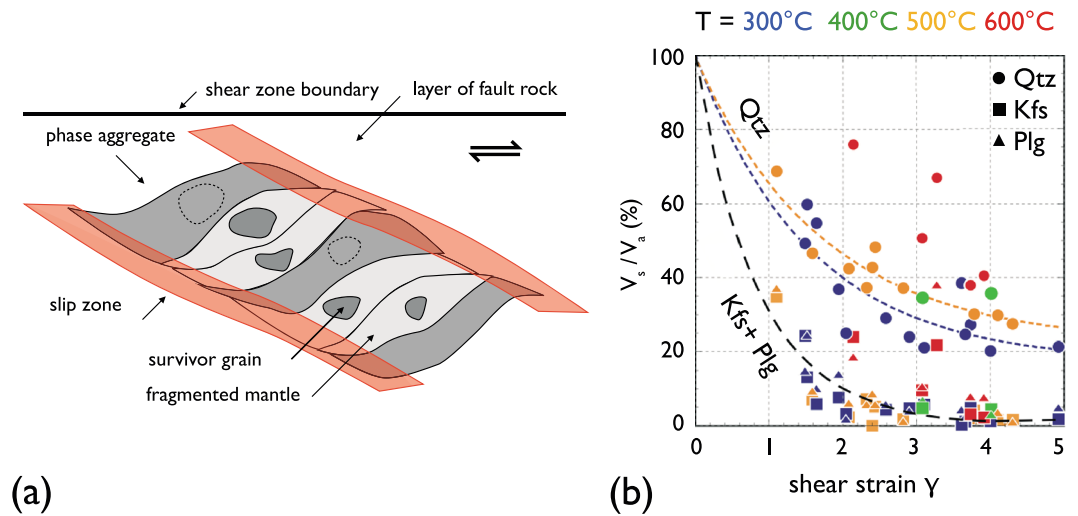 shear zone boundary
layer of fault rock
phase aggregate
slip zone
survivor grain
fragmented mantle
(a)
T = 300°C 400°C 500°C 600°C
100
80
60
40
20
0
Vs / Va (%)
Qtz
Kfs+ Plg
Qtz
Kfs
Plg
0 1 2 3 4 5
shear strain γ
(b)